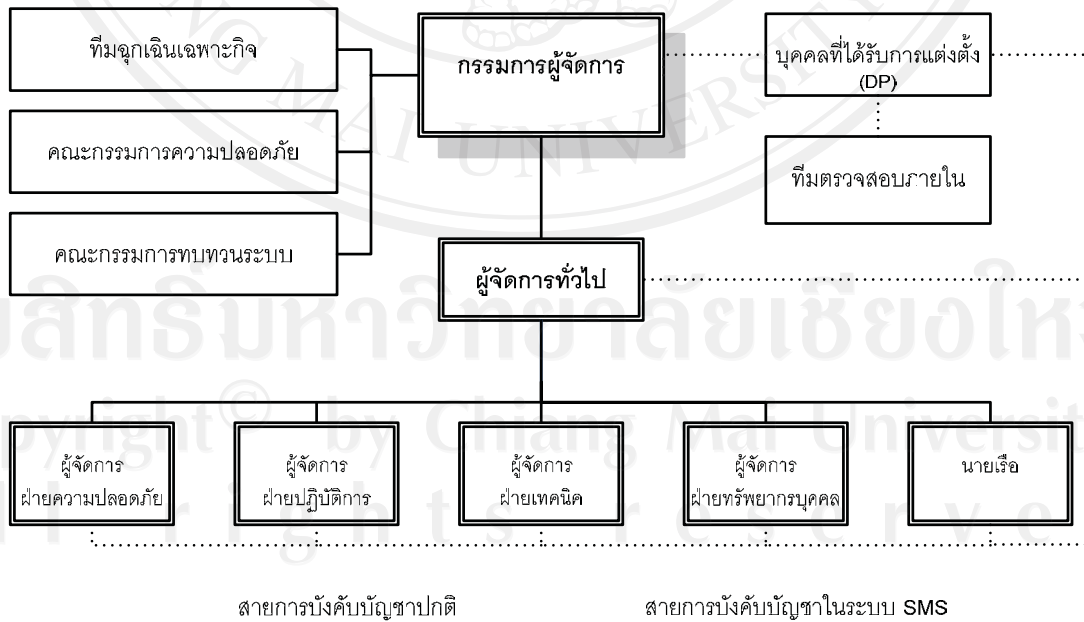 ทีมฉุกเฉินเฉพาะกิจ
กรรมการผู้จัดการ
บุคคลที่ได้รับการแต่งตั้ง
(DP)
คณะกรรมการความปลอดภัย
ทีมตรวจสอบภายใน
คณะกรรมการทบทวนระบบ
ผู้จัดการทั่วไป
ผู้จัดการ
ฝ่ายความปลอดภัย
ผู้จัดการ
ฝ่ายปฏิบัติการ
ผู้จัดการ
ฝ่ายเทคนิค
ผู้จัดการ
ฝ่ายทรัพยากรบุคคล
นายเรือ
สายการบังคับบัญชาปกติ
สายการบังคับบัญชาในระบบ SMS
MAI UNIVERSITY
by Chiang Mai
rights reserve